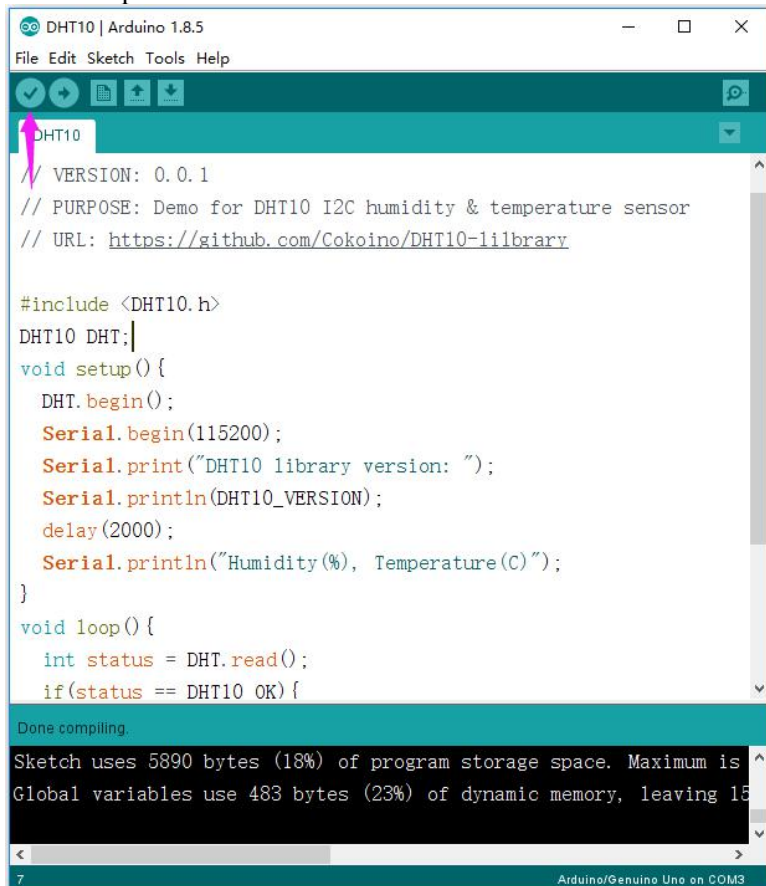 DHT10 | Arduino 1.8.5
File Edit Sketch Tools Help
DHT10
// VERSION: 0.0.1
// PURPOSE: Demo for DHT10 I2C humidity & temperature sensor
// URL: https://github.com/Cokoino/DHT10-lilbrary
#include <DHT10.h>
DHT10 DHT;
void setup(){
DHT.begin();
Serial.begin(115200);
Serial.print("DHT10 library version: ");
Serial.println(DHT10_VERSION);
delay(2000);
Serial.println("Humidity(%), Temperature(C)");
}
void loop(){
int status = DHT.read();
if(status == DHT10 OK){
Done compiling.
Sketch uses 5890 bytes (18%) of program storage space. Maximum is
Global variables use 483 bytes (23%) of dynamic memory, leaving 15
7
Arduino/Genuino Uno on COM3